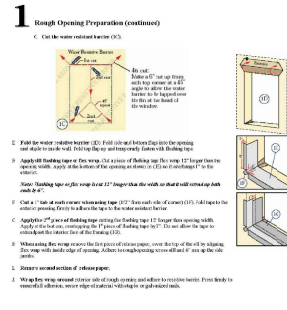 1 Rough Opening Preparation (continued)
C Cut the water resistant barrier (1C).
Water Resistive Barrier
1st cut
2nd cut
4th cut:
Make a 6" cut up from
each top corner at a 45°
angle to allow the water
barrier to be lapped over
the fin at the head of
the window.
1C
1D
E Fold the water resistive barrier (1D). Fold side and bottom flaps into the opening
and staple to inside wall. Fold top flap up and temporarily fasten with flashing tape.
Apply sill flashing tape or flex wrap. Cut a piece of flashing tape flex wrap 12" longer than the
opening width. Apply at the bottom of the opening as shown in (1E) so it overhangs 1" to the
exterior.
Note: Flashing tape or flex wrap is cut 12" longer than the width so that it will extend up both
ends by 6".
F Cut a 1" tab at each corner when using tape (1/2" from each side of corner) (1F). Fold tape to the
exterior pressing firmly to adhere the tape to the water resistive barrier.
G Apply the 2nd piece of flashing tape cutting the flashing tape 12" longer than opening width.
Apply at the bottom, overlapping the 1st piece of flashing tape by 1". Do not allow the tape to
extend past the interior face of the framing (1G).
When using flex wrap remove the first piece of release paper, cover the top of the sill by aligning
flex wrap with inside edge of opening. Adhere to rough opening across sill and 6" min up the side
jambs.
I. Remove second section of release paper.
J. Wrap flex wrap around exterior side of rough opening and adhere to resistive barrier. Press firmly to
ensure full adhesion, secure edge of material with staples or galvanized nails.